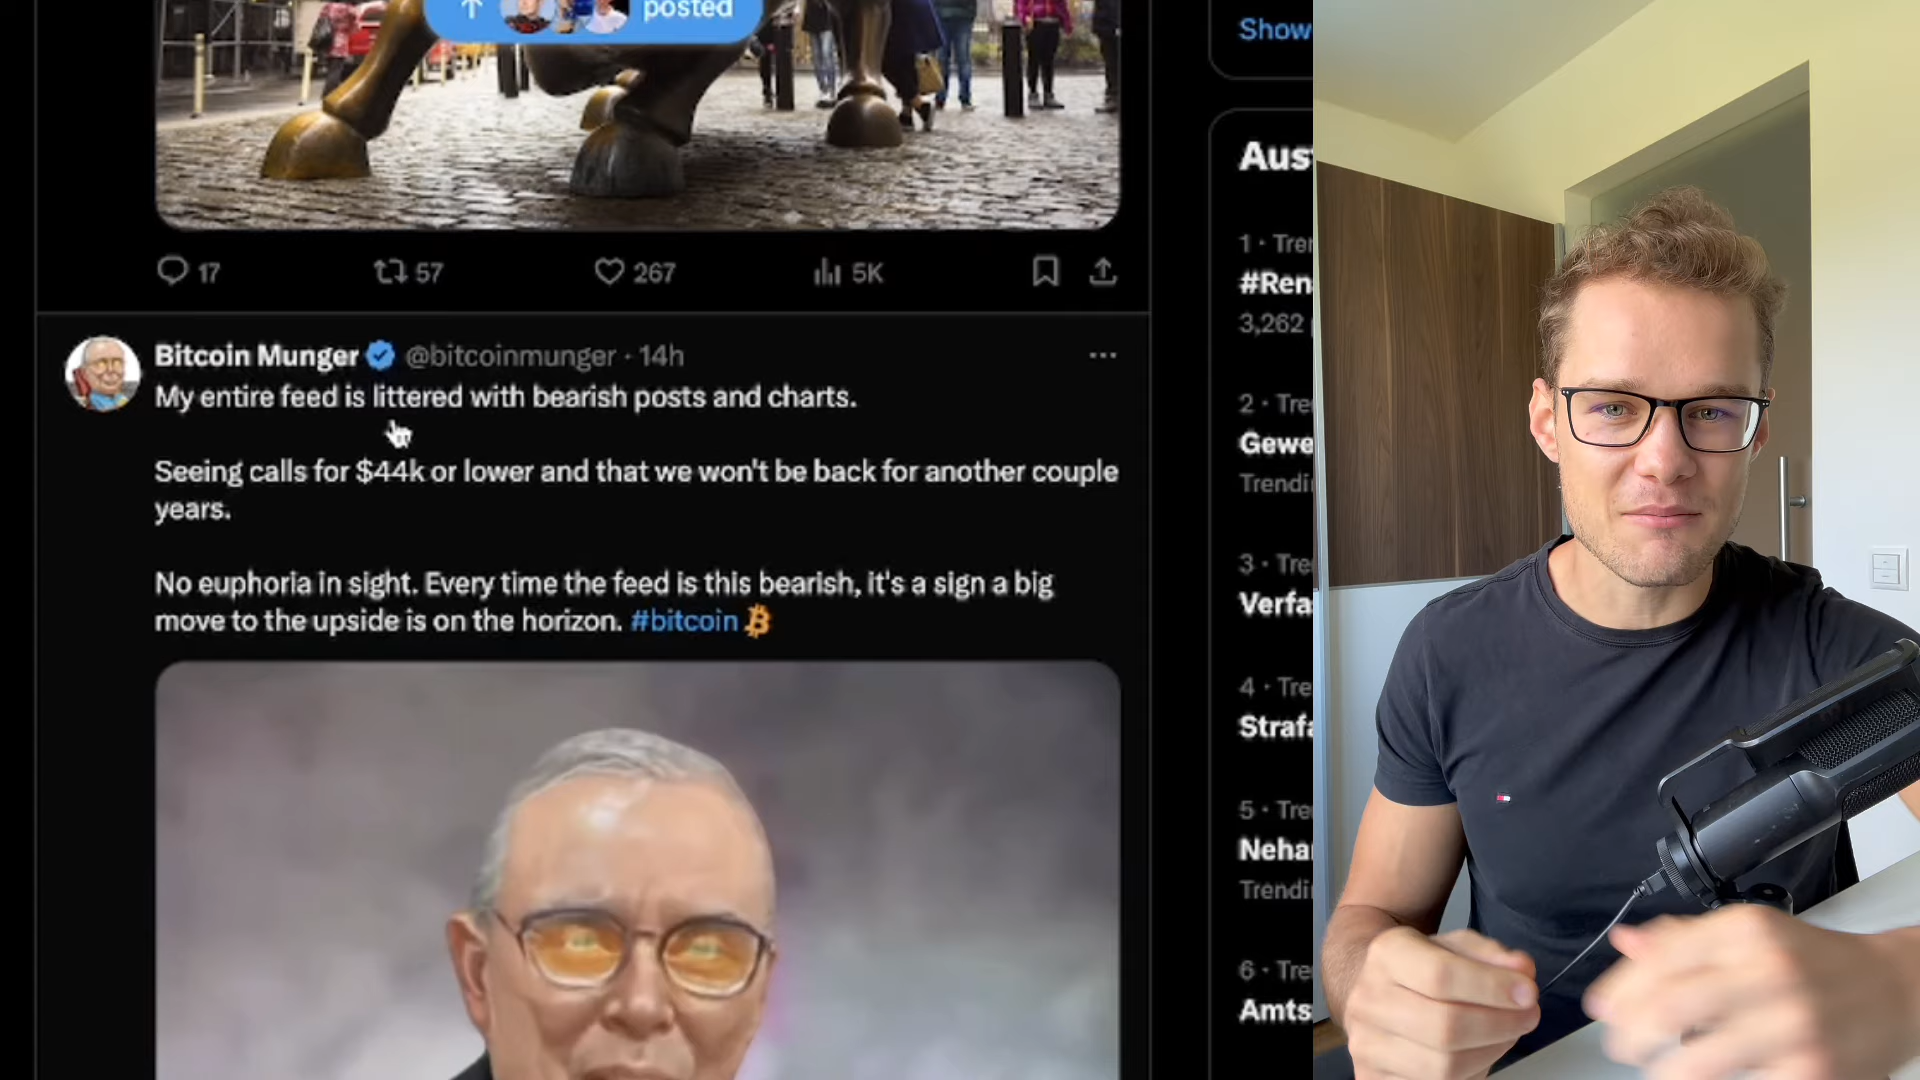 posted
17
57
267
5K
Bitcoin Munger @bitcoinmunger · 14h
My entire feed is littered with bearish posts and charts.
Seeing calls for $44k or lower and that we won't be back for another couple
years.
No euphoria in sight. Every time the feed is this bearish, it's a sign a big
move to the upside is on the horizon. #bitcoin
Show
Aus
1 · Tre
#Ren
3,262
2 · Tre
Gewe
Trendi
3 · Tre
Verfa
4 · Tre
Strafa
5 · Tre
Neha
Trendi
6 · Tre
Amts